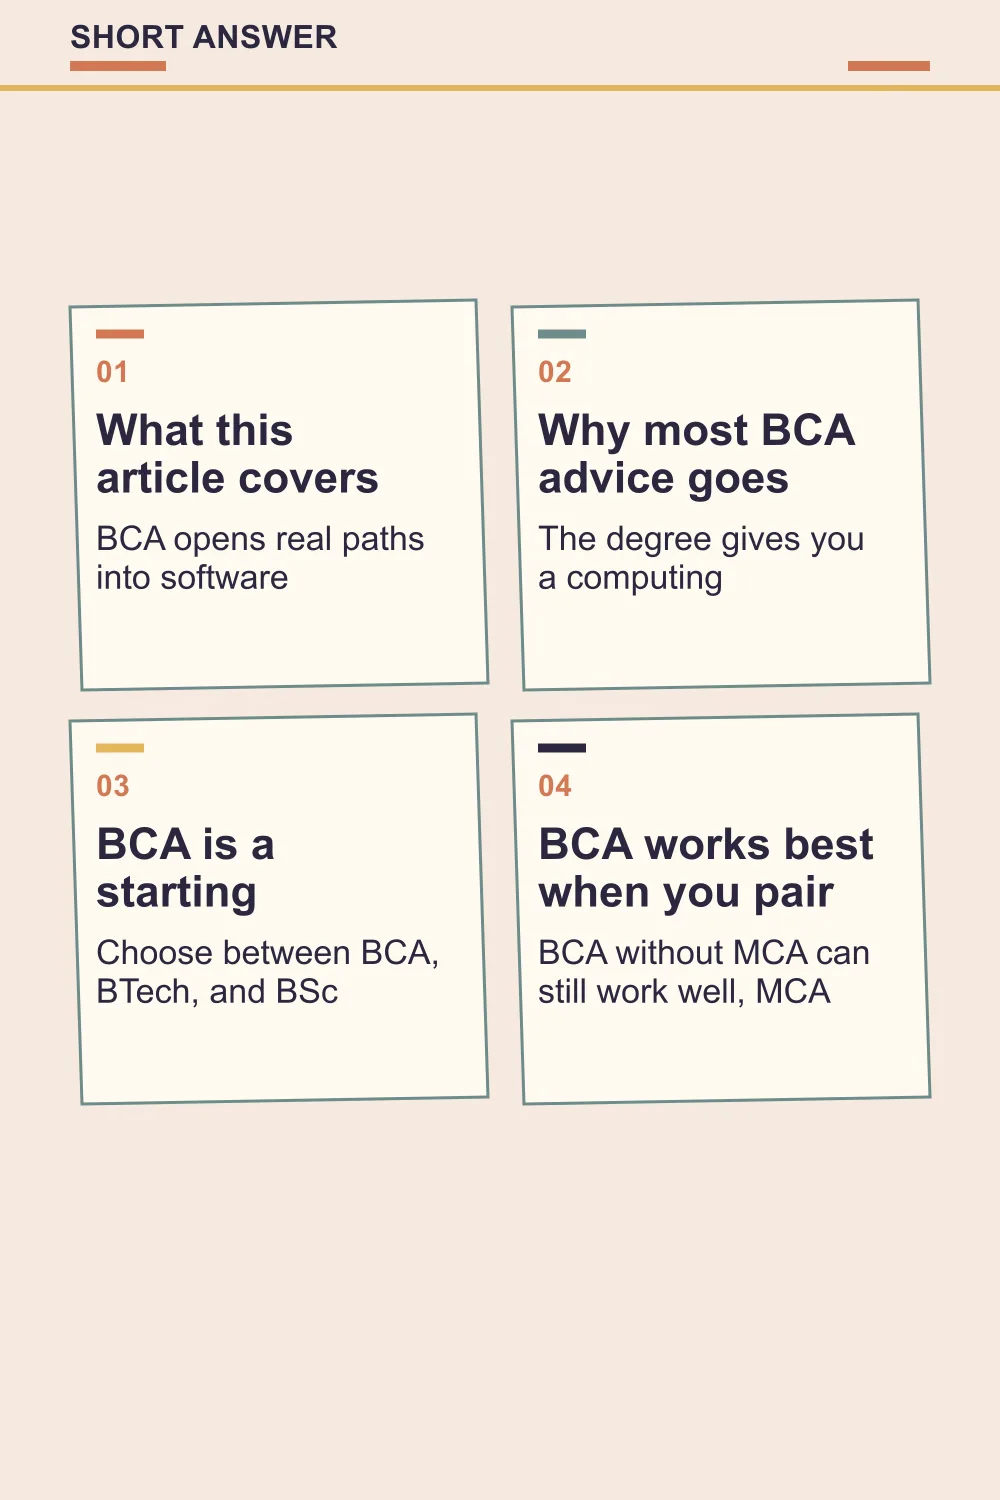 SHORT ANSWER
01
What this
article covers
BCA opens real paths
into software
02
Why most BCA
advice goes
The degree gives you
a computing
03
BCA is a
starting
Choose between BCA,
BTech, and BSc
04
BCA works best
when you pair
BCA without MCA can
still work well, MCA